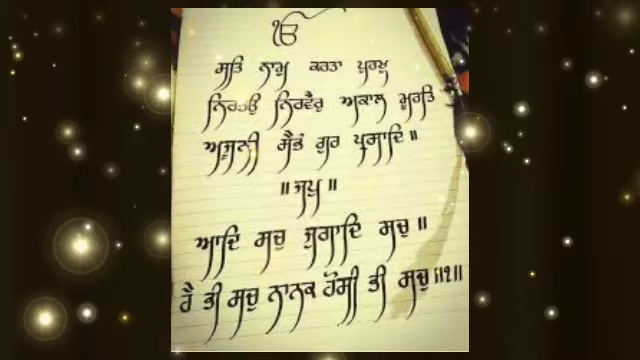 ੴ
ਸਤਿ ਨਾਮੁ ਕਰਤਾ ਪੁਰਖੁ
ਨਿਰਭਉ ਨਿਰਵੈਰੁ ਅਕਾਲ ਮੂਰਤਿ
ਅਜੂਨੀ ਸੈਭੰ ਗੁਰ ਪ੍ਰਸਾਦਿ ॥
॥ ਜਪੁ ॥
ਆਦਿ ਸਚੁ ਜੁਗਾਦਿ ਸਚੁ ॥
ਹੈ ਭੀ ਸਚੁ ਨਾਨਕ ਹੋਸੀ ਭੀ ਸਚੁ ॥੧॥